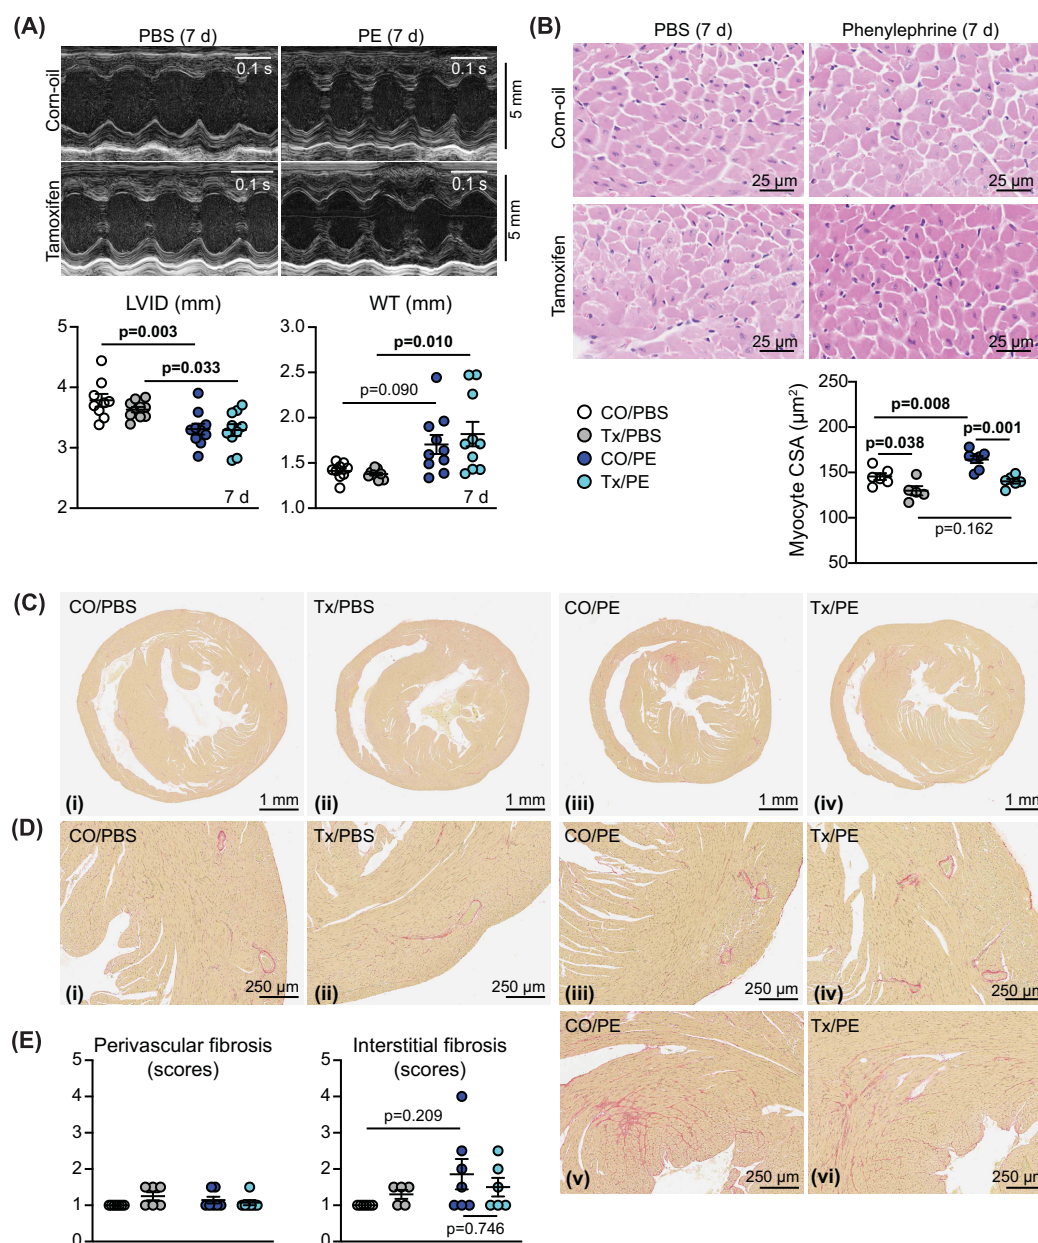 (A)
PBS (7 d)
PE (7 d)
Corn-oil
0.1 s
0.1 s
5 mm
Tamoxifen
0.1 s
0.1 s
5 mm
LVID (mm)
5
4
3
2
p=0.003
p=0.033
7 d
WT (mm)
3.0
2.5
2.0
1.5
1.0
p=0.010
p=0.090
7 d
CO/PBS
Tx/PBS
CO/PE
Tx/PE
(B)
PBS (7 d)
Phenylephrine (7 d)
Corn-oil
25 µm
25 µm
Tamoxifen
25 µm
25 µm
Myocyte CSA (µm²)
250
200
150
100
50
p=0.008
p=0.038
p=0.001
p=0.162
(C)
CO/PBS
Tx/PBS
CO/PE
Tx/PE
(i)
1 mm
(ii)
1 mm
(iii)
1 mm
(iv)
1 mm
(D)
CO/PBS
Tx/PBS
CO/PE
Tx/PE
(i)
250 µm
(ii)
250 µm
(iii)
250 µm
(iv)
250 µm
CO/PE
Tx/PE
(v)
250 µm
(vi)
250 µm
(E)
Perivascular fibrosis
(scores)
5
4
3
2
1
0
Interstitial fibrosis
(scores)
5
4
3
2
1
0
p=0.209
p=0.746